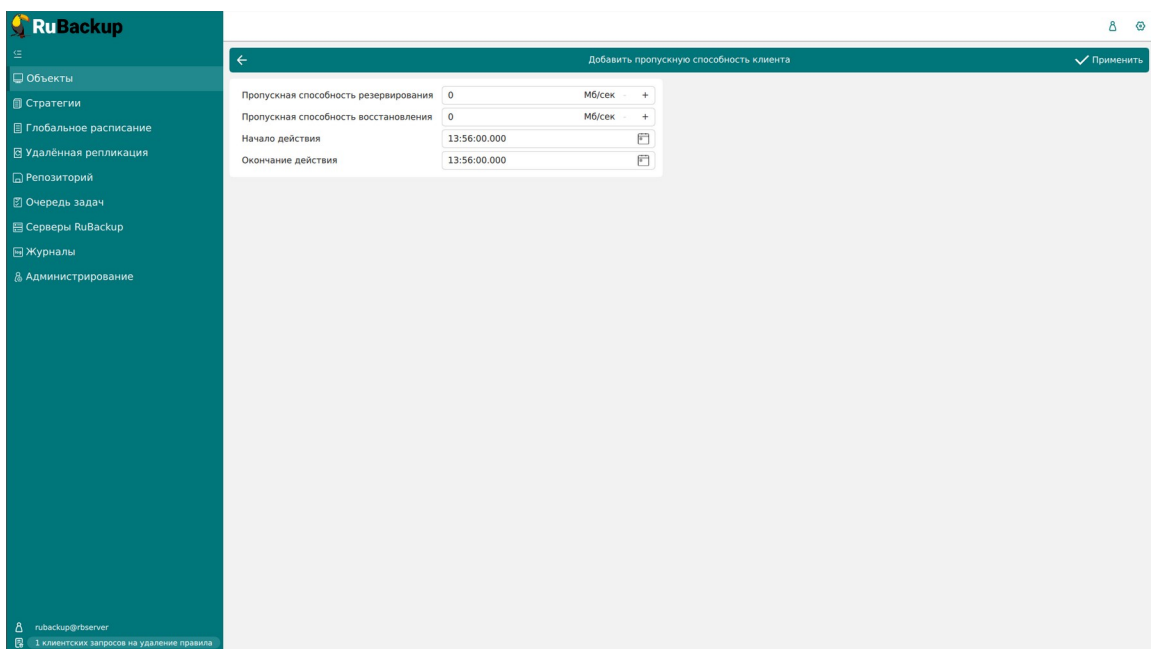 RuBackup
Добавить пропускную способность клиента
Применить
Объекты
Стратегии
Глобальное расписание
Удалённая репликация
Репозиторий
Очередь задач
Серверы RuBackup
Журналы
Администрирование
Пропускная способность резервирования 0 Мб/сек - +
Пропускная способность восстановления 0 Мб/сек - +
Начало действия 13:56:00.000
Окончание действия 13:56:00.000
rubackup@rbserver
1 клиентских запросов на удаление правила